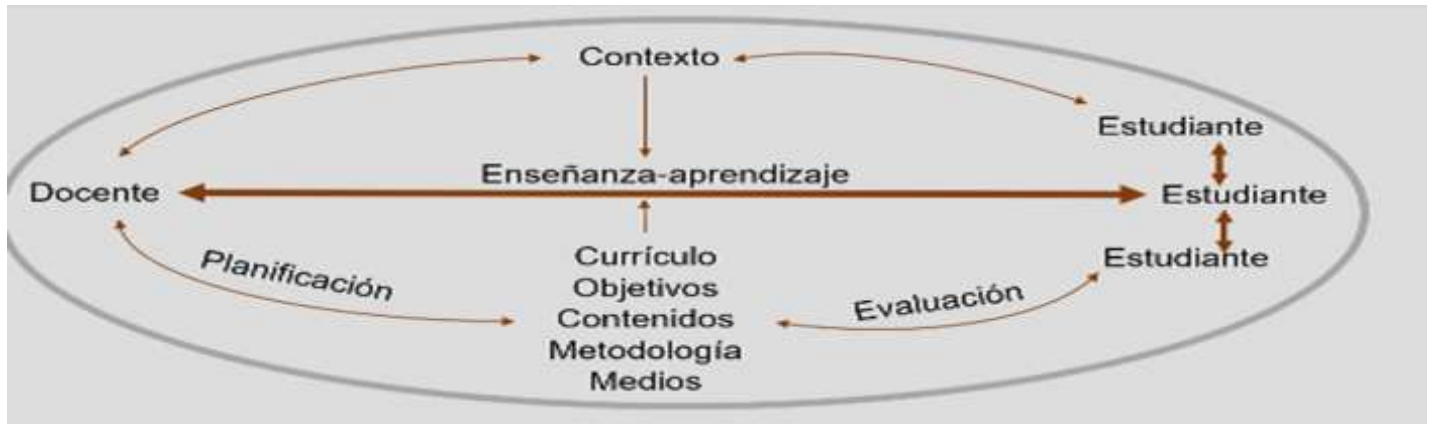 Contexto
Estudiante
Enseñanza-aprendizaje
Docente
Estudiante
Planificación
Currículo
Objetivos
Contenidos
Metodología
Medios
Evaluación
Estudiante